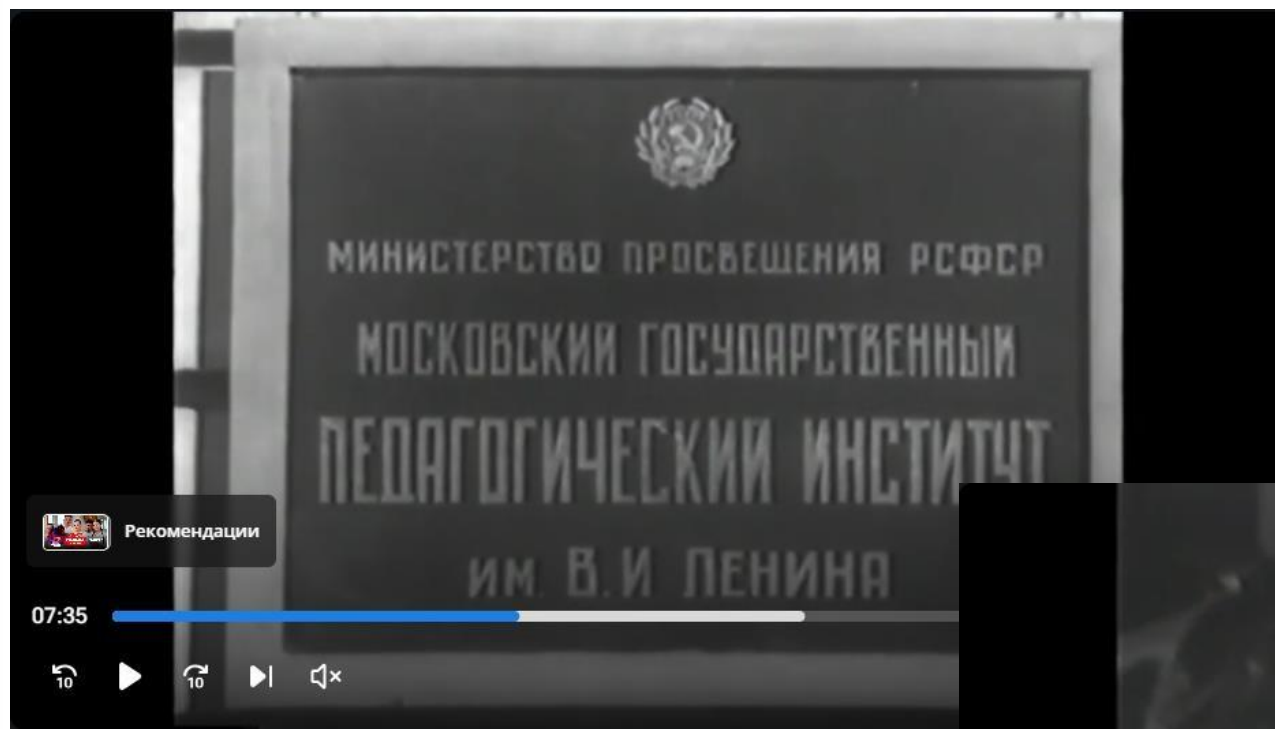 МИНИСТЕРСТВО ПРОСВЕЩЕНИЯ РСФСР
МОСКОВСКИЙ ГОСУДАРСТВЕННЫЙ
ПЕДАГОГИЧЕСКИЙ ИНСТИТУТ
им. В.И ЛЕНИНА
Рекомендации
07:35
10
10